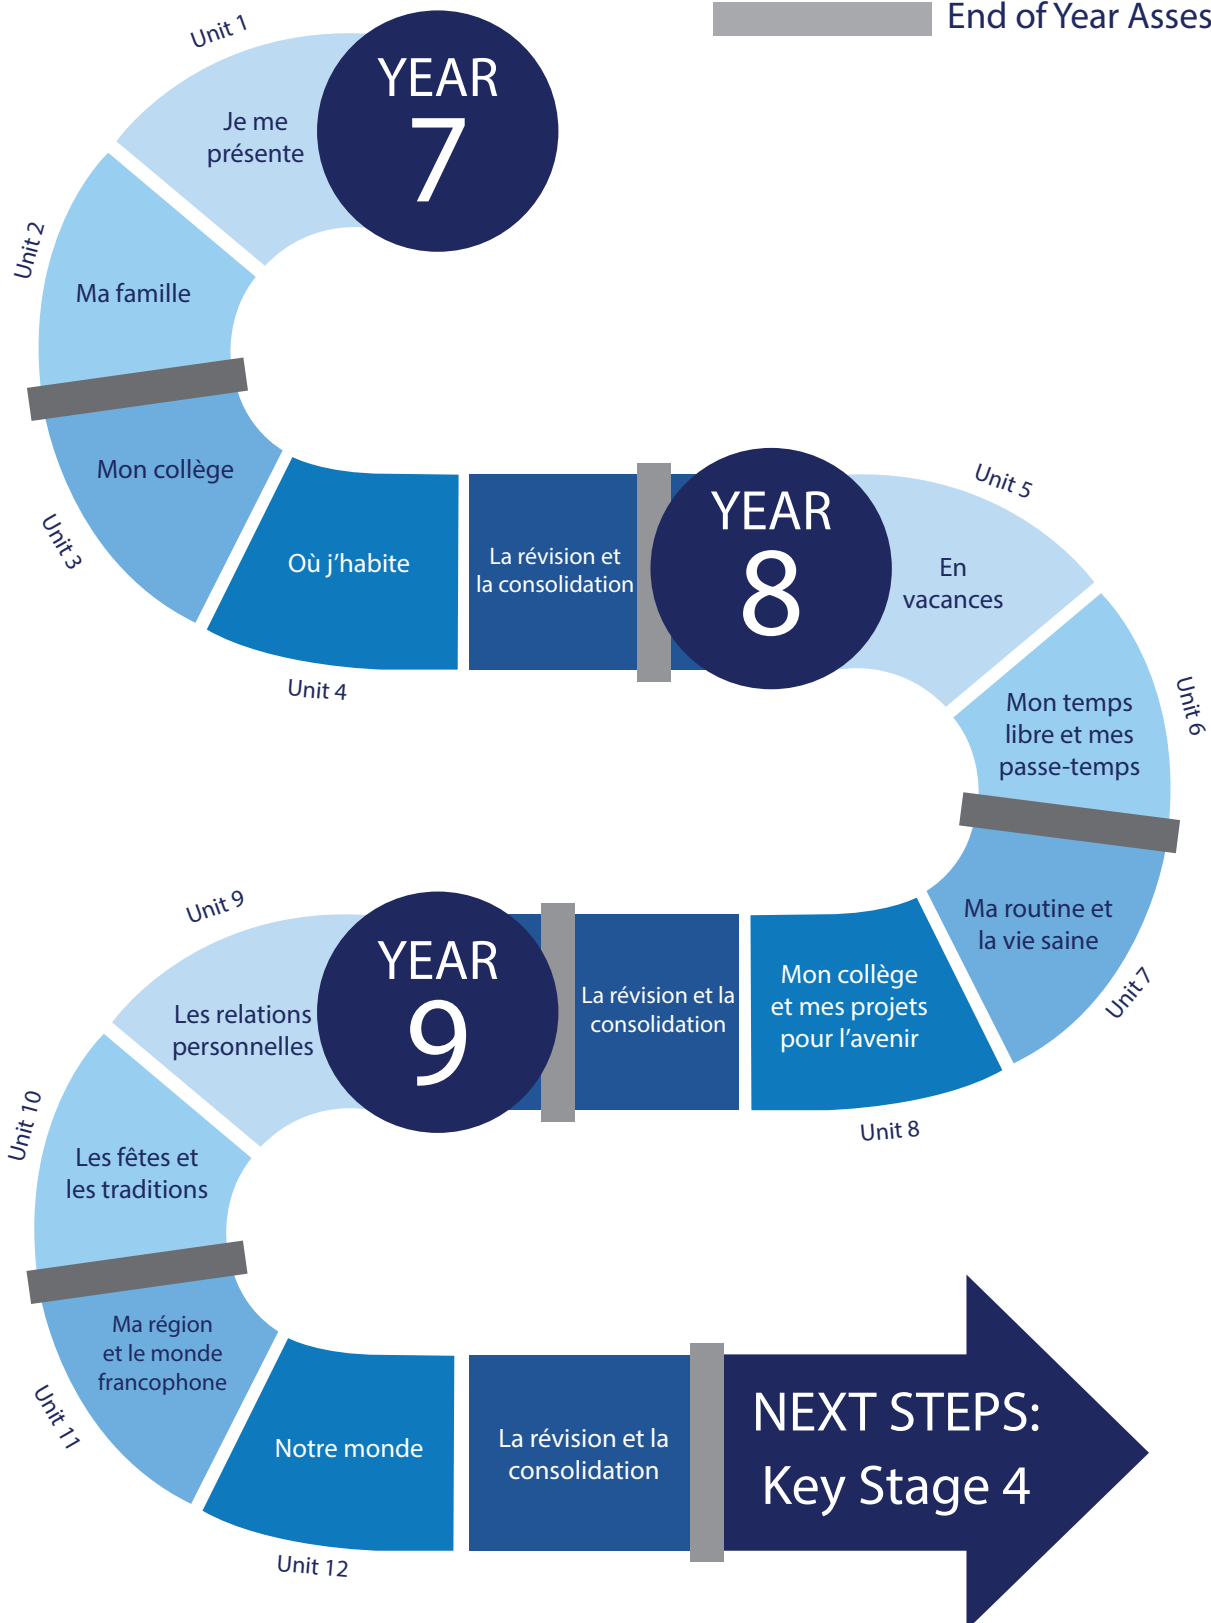 End of Year Asses
Unit 1
YEAR
7
Je me
présente
Unit 2
Ma famille
Mon collège
Unit 3
Où j'habite
Unit 4
La révision et
la consolidation
YEAR
8
Unit 5
En
vacances
Unit 6
Mon temps
libre et mes
passe-temps
Ma routine et
la vie saine
Unit 7
Mon collège
et mes projets
pour l'avenir
Unit 8
La révision et la
consolidation
YEAR
9
Unit 9
Les relations
personnelles
Unit 10
Les fêtes et
les traditions
Ma région
et le monde
francophone
Unit 11
Notre monde
Unit 12
La révision et la
consolidation
NEXT STEPS:
Key Stage 4